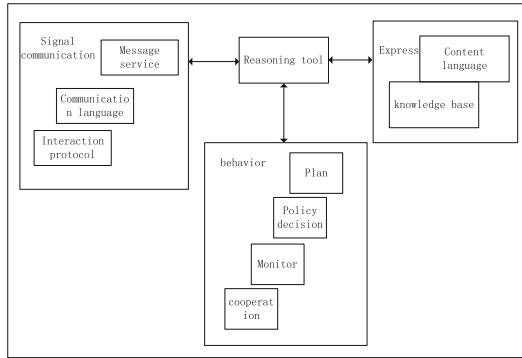 Signal
communication
Message
service
Communicatio
n language
Interaction
protocol
Reasoning tool
Express
Content
language
knowledge base
behavior
Plan
Policy
decision
Monitor
cooperat
ion